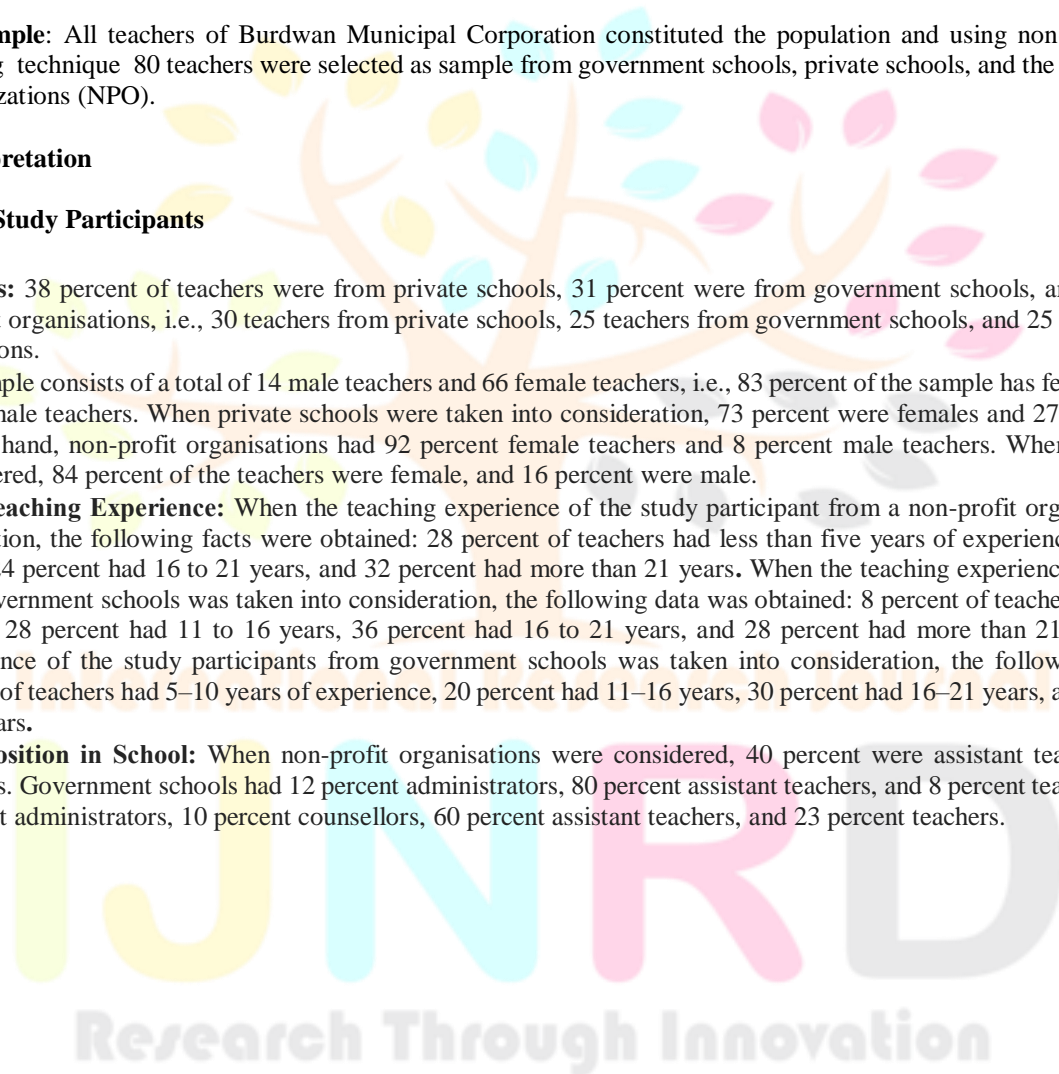 mple: All teachers of Burdwan Municipal Corporation constituted the population and using non
g technique 80 teachers were selected as sample from government schools, private schools, and the
zations (NPO).
pretation
Study Participants
s: 38 percent of teachers were from private schools, 31 percent were from government schools, a
t organisations, i.e., 30 teachers from private schools, 25 teachers from government schools, and 25
ons.
ple consists of a total of 14 male teachers and 66 female teachers, i.e., 83 percent of the sample has fe
male teachers. When private schools were taken into consideration, 73 percent were females and 27
hand, non-profit organisations had 92 percent female teachers and 8 percent male teachers. When
ered, 84 percent of the teachers were female, and 16 percent were male.
eaching Experience: When the teaching experience of the study participant from a non-profit org
tion, the following facts were obtained: 28 percent of teachers had less than five years of experienc
4 percent had 16 to 21 years, and 32 percent had more than 21 years. When the teaching experienc
vernment schools was taken into consideration, the following data was obtained: 8 percent of teache
28 percent had 11 to 16 years, 36 percent had 16 to 21 years, and 28 percent had more than 21
nce of the study participants from government schools was taken into consideration, the follow
of teachers had 5–10 years of experience, 20 percent had 11–16 years, 30 percent had 16–21 years, a
ars.
International Research Journal
osition in School: When non-profit organisations were considered, 40 percent were assistant tea
s. Government schools had 12 percent administrators, 80 percent assistant teachers, and 8 percent tea
t administrators, 10 percent counsellors, 60 percent assistant teachers, and 23 percent teachers.
IJNRD
Research Through Innovation